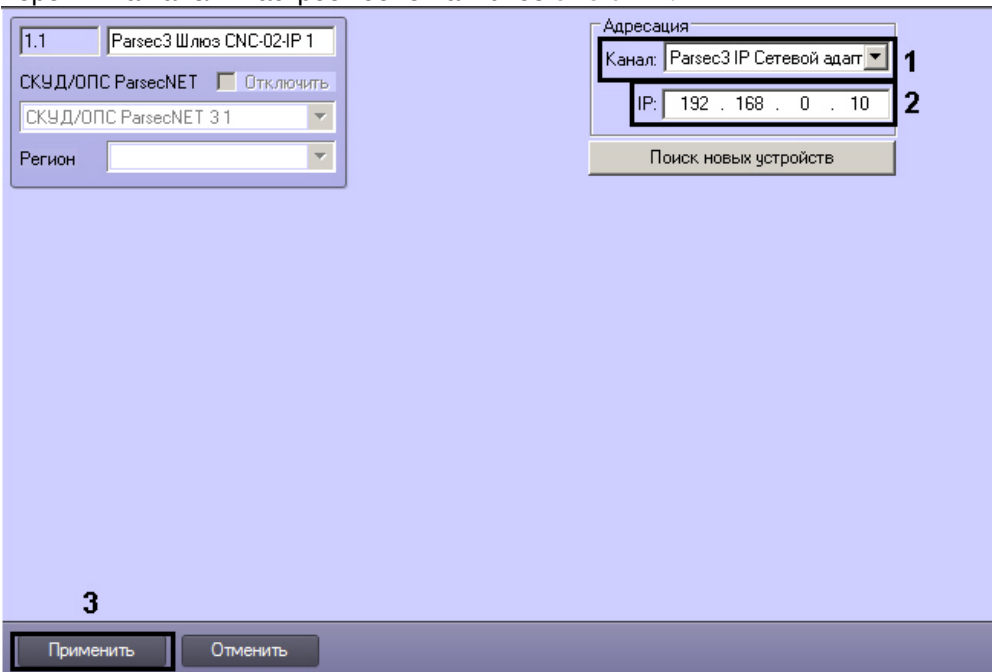 1.1 Parsec3 Шлюз CNC-02-IP 1
СКУД/ОПС ParsecNET Отключить
СКУД/ОПС ParsecNET 3 1
Регион
Адресация
Канал: Parsec3 IP Сетевой адапт 1
IP: 192 . 168 . 0 . 10 2
Поиск новых устройств
3
Применить Отменить